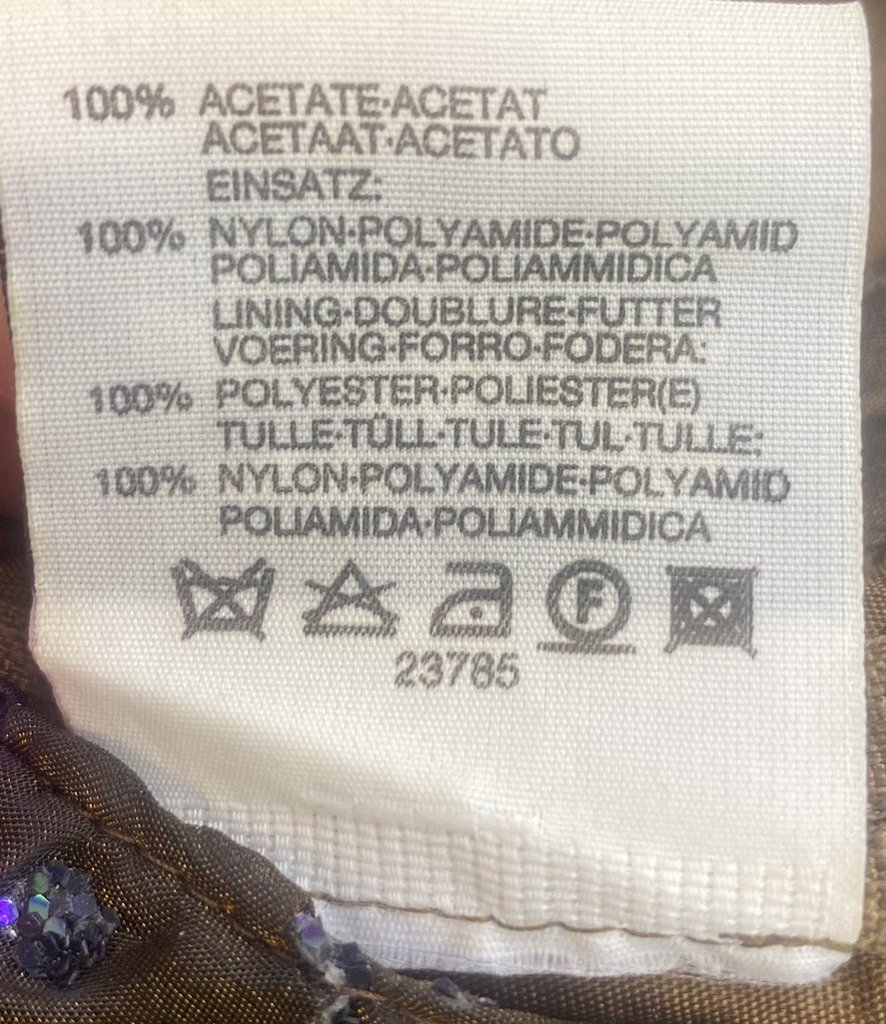 100% ACETATE·ACETAT
ACETAAT·ACETATO
EINSATZ:
100% NYLON·POLYAMIDE·POLYAMID
POLIAMIDA·POLIAMMIDICA
LINING·DOUBLURE·FUTTER
VOERING·FORRO·FODERA:
100% POLYESTER·POLIESTER(E)
TULLE·TÜLL·TULE·TUL·TULLE:
100% NYLON·POLYAMIDE·POLYAMID
POLIAMIDA·POLIAMMIDICA
F
23785